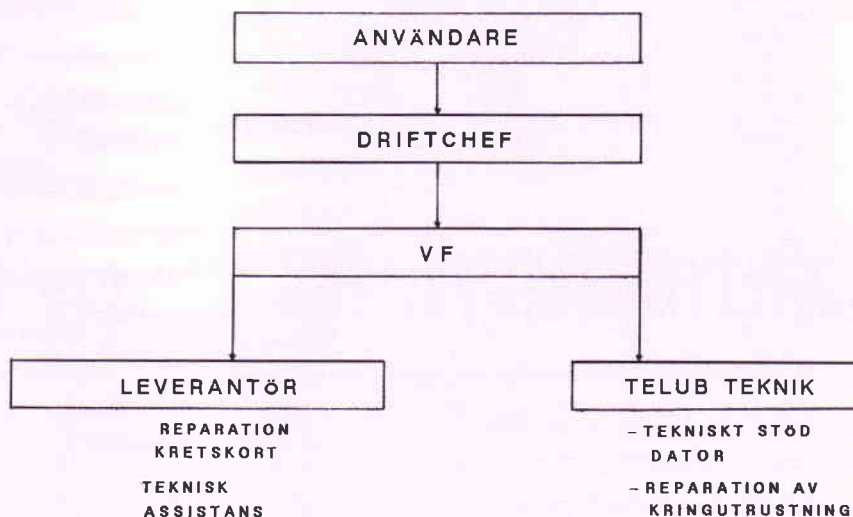 ANVÄNDARE
DRIFTCHEF
VF
LEVERANTÖR
REPARATION
KRETSKORT
TEKNISK
ASSISTANS
TELUB TEKNIK
-TEKNISKT STÖD
DATOR
-REPARATION AV
KRINGUTRUSTNING